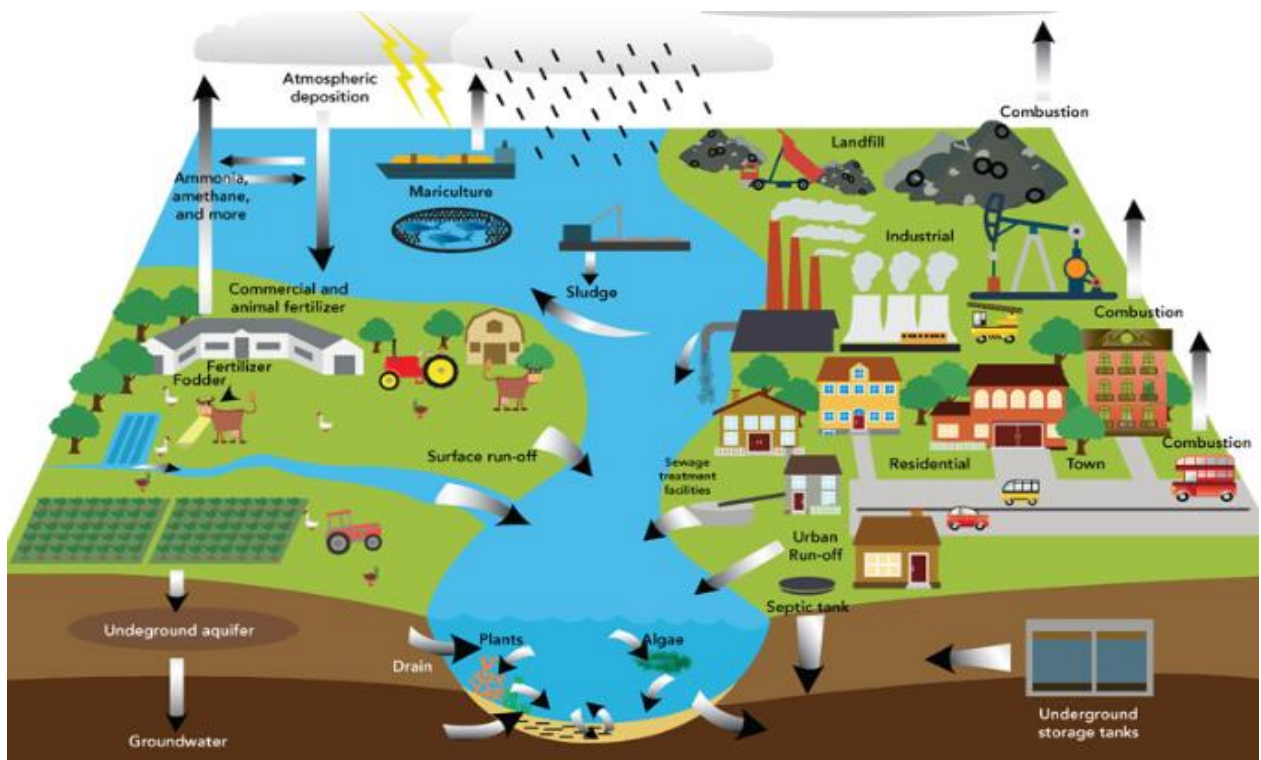 Atmospheric
deposition
Combustion
Landfill
Ammonia,
amethane,
and more
Mariculture
Industrial
Commercial and
animal fertilizer
Sludge
Combustion
Fertilizer
Fodder
Surface run-off
Sewage
treatment
facilities
Residential
Town
Combustion
Urban
Run-off
Septic tank
Undeground aquifer
Plants
Algae
Drain
Groundwater
Underground
storage tanks